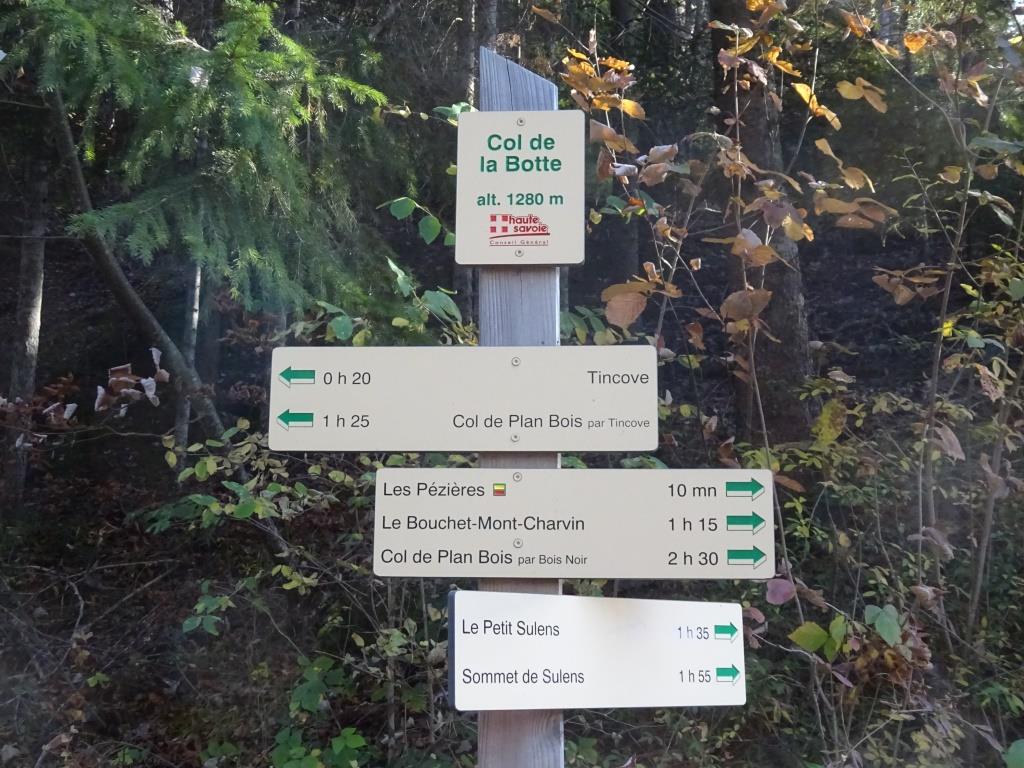 Col de
la Botte
alt. 1280 m
haute
savoie
Conseil Général
0 h 20 Tincove
1 h 25 Col de Plan Bois par Tincove
Les Pézières 10 mn
Le Bouchet-Mont-Charvin 1 h 15
Col de Plan Bois par Bois Noir 2 h 30
Le Petit Sulens 1 h 35
Sommet de Sulens 1 h 55